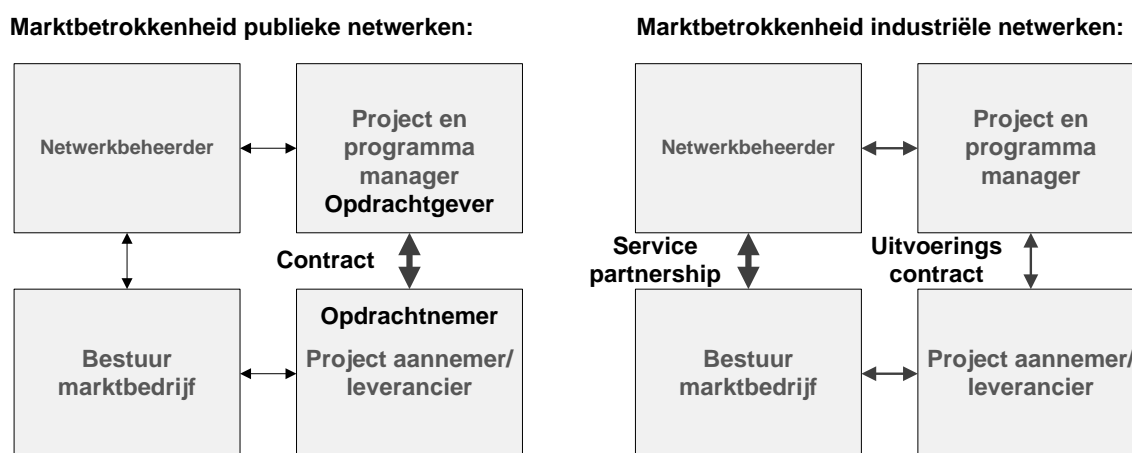 Marktbetrokkenheid publieke netwerken:
Netwerkbeheerder
Project en
programma
manager
Opdrachtgever
Contract
Opdrachtnemer
Bestuur
marktbedrijf
Project aannemer/
leverancier
Marktbetrokkenheid industriële netwerken:
Netwerkbeheerder
Project en
programma
manager
Service
partnership
Uitvoerings
contract
Bestuur
marktbedrijf
Project aannemer/
leverancier